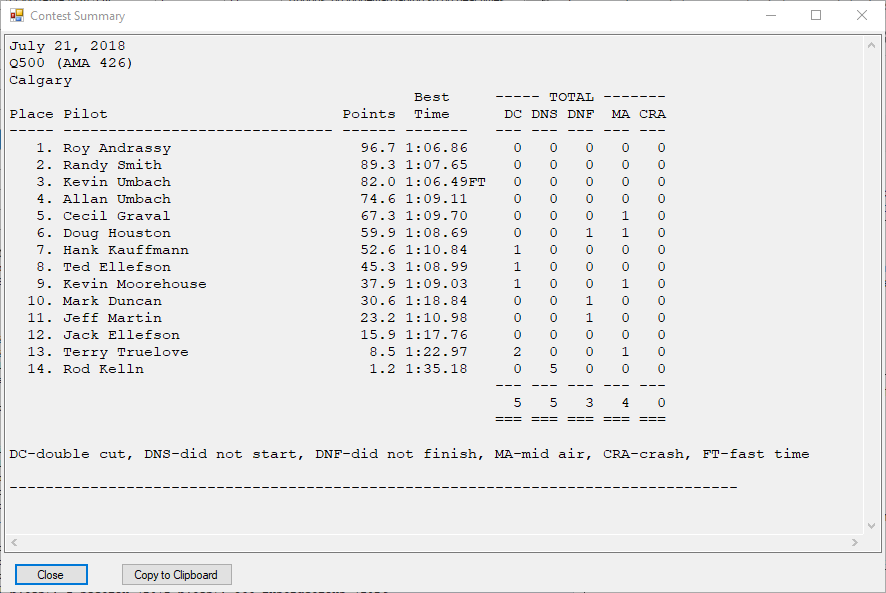 Contest Summary
July 21, 2018
Q500 (AMA 426)
Calgary
                                             Best     ----- TOTAL -------
Place Pilot                          Points  Time      DC DNS DNF  MA CRA
----- ------------------------------ ------ -------   --- --- --- --- ---
   1. Roy Andrassy                     96.7 1:06.86     0   0   0   0   0
   2. Randy Smith                      89.3 1:07.65     0   0   0   0   0
   3. Kevin Umbach                     82.0 1:06.49FT   0   0   0   0   0
   4. Allan Umbach                     74.6 1:09.11     0   0   0   0   0
   5. Cecil Graval                     67.3 1:09.70     0   0   0   1   0
   6. Doug Houston                     59.9 1:08.69     0   0   1   1   0
   7. Hank Kauffmann                   52.6 1:10.84     1   0   0   0   0
   8. Ted Ellefson                     45.3 1:08.99     1   0   0   0   0
   9. Kevin Moorehouse                 37.9 1:09.03     1   0   0   1   0
  10. Mark Duncan                      30.6 1:18.84     0   0   1   0   0
  11. Jeff Martin                      23.2 1:10.98     0   0   1   0   0
  12. Jack Ellefson                    15.9 1:17.76     0   0   0   0   0
  13. Terry Truelove                    8.5 1:22.97     2   0   0   1   0
  14. Rod Kelln                         1.2 1:35.18     0   5   0   0   0
                                                      --- --- --- --- ---
                                                        5   5   3   4   0
                                                      === === === === ===
DC-double cut, DNS-did not start, DNF-did not finish, MA-mid air, CRA-crash, FT-fast time
---------------------------------------------------------------------------------
Close
Copy to Clipboard